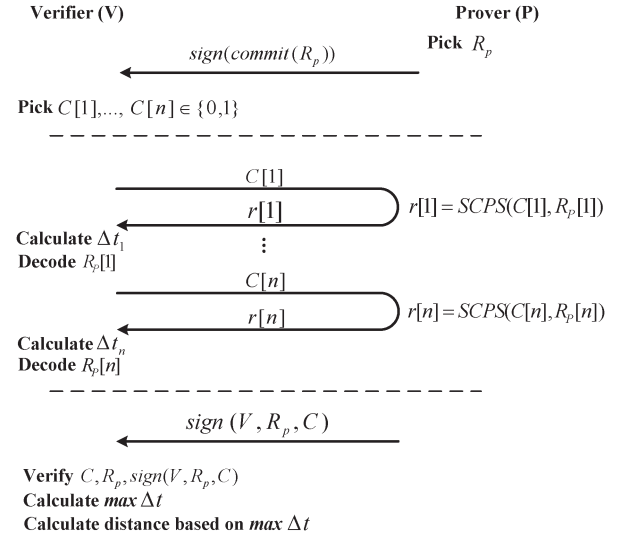 Verifier (V) Prover (P)
Pick R_p
sign(commit(R_p))
Pick C[1],..., C[n] ∈ {0,1}
C[1]
r[1] r[1] = SCPS(C[1], R_P[1])
Calculate Δt_1
⋮
Decode R_P[1]
C[n]
r[n] r[n] = SCPS(C[n], R_P[n])
Calculate Δt_n
Decode R_P[n]
sign (V, R_p, C)
Verify C, R_p, sign(V, R_p, C)
Calculate max Δt
Calculate distance based on max Δt